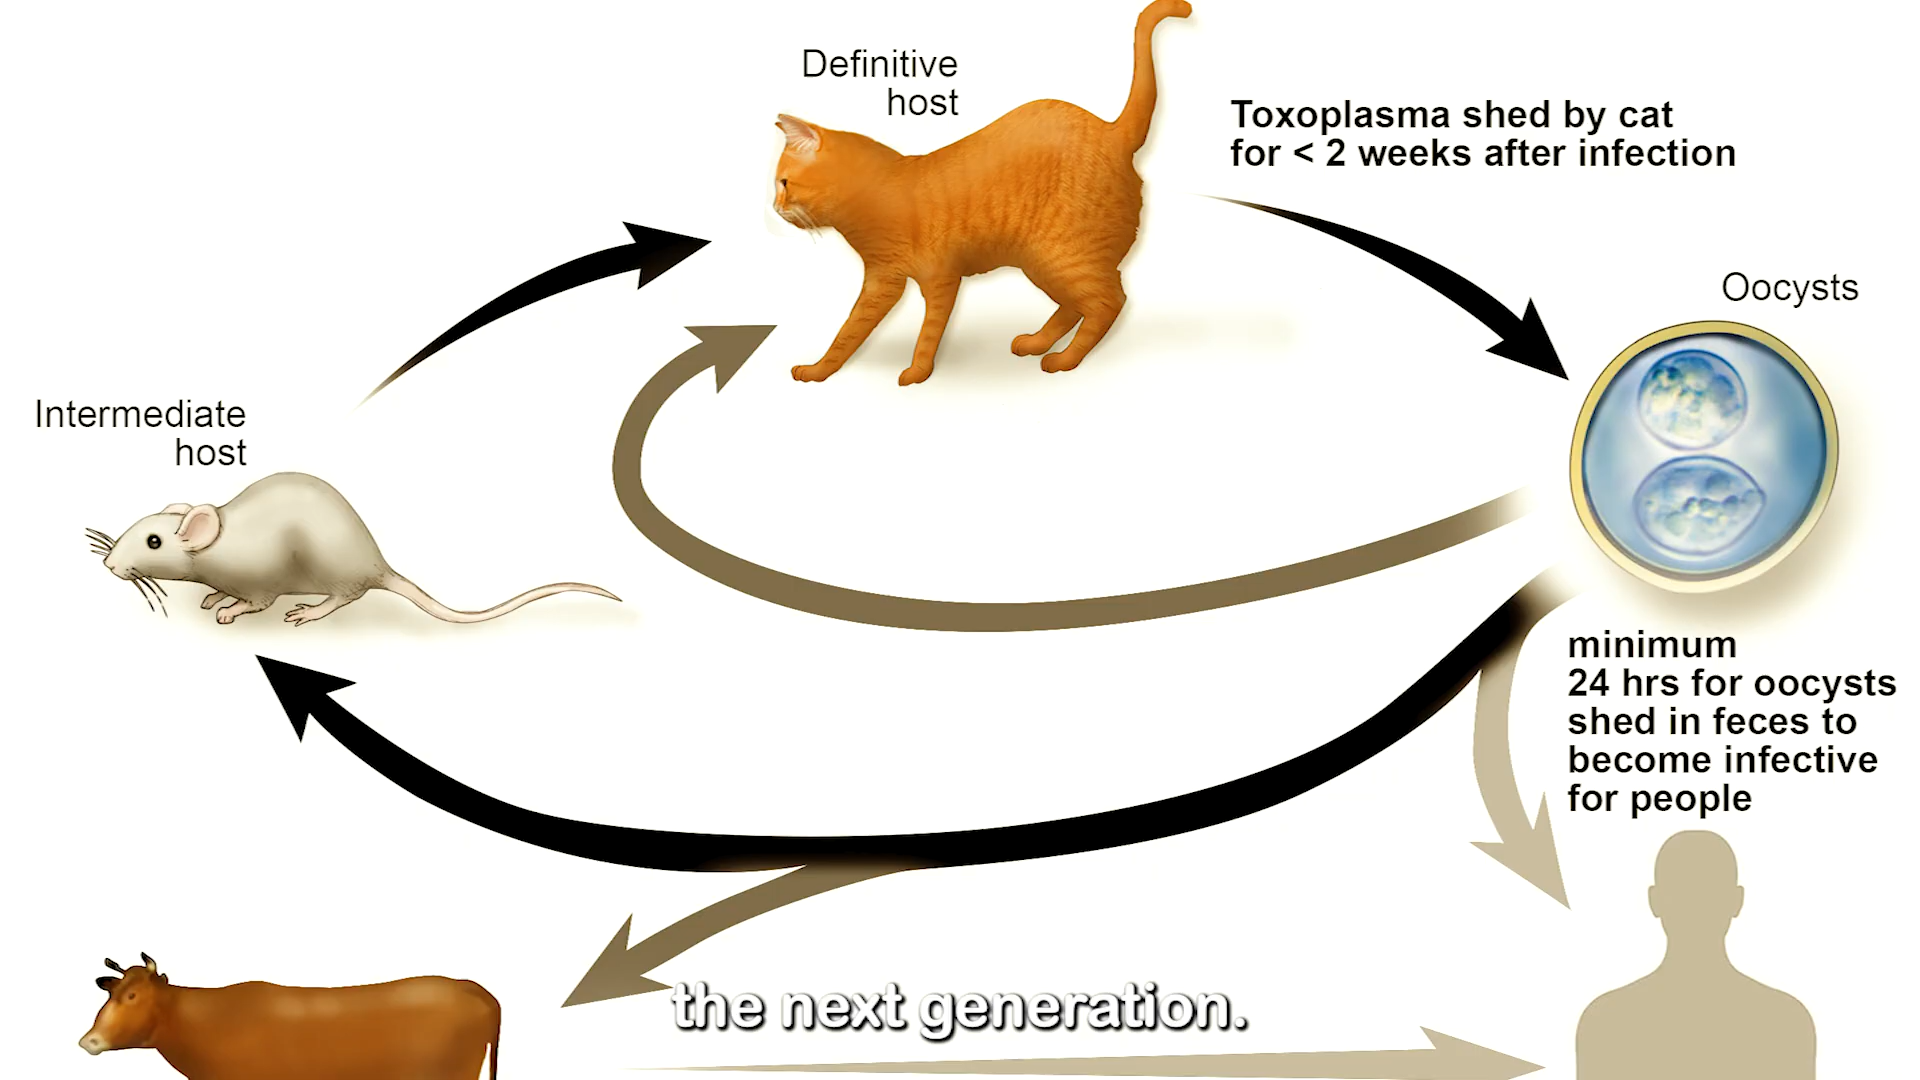 Definitive
host
Toxoplasma shed by cat
for < 2 weeks after infection
Oocysts
Intermediate
host
minimum
24 hrs for oocysts
shed in feces to
become infective
for people
the next generation.